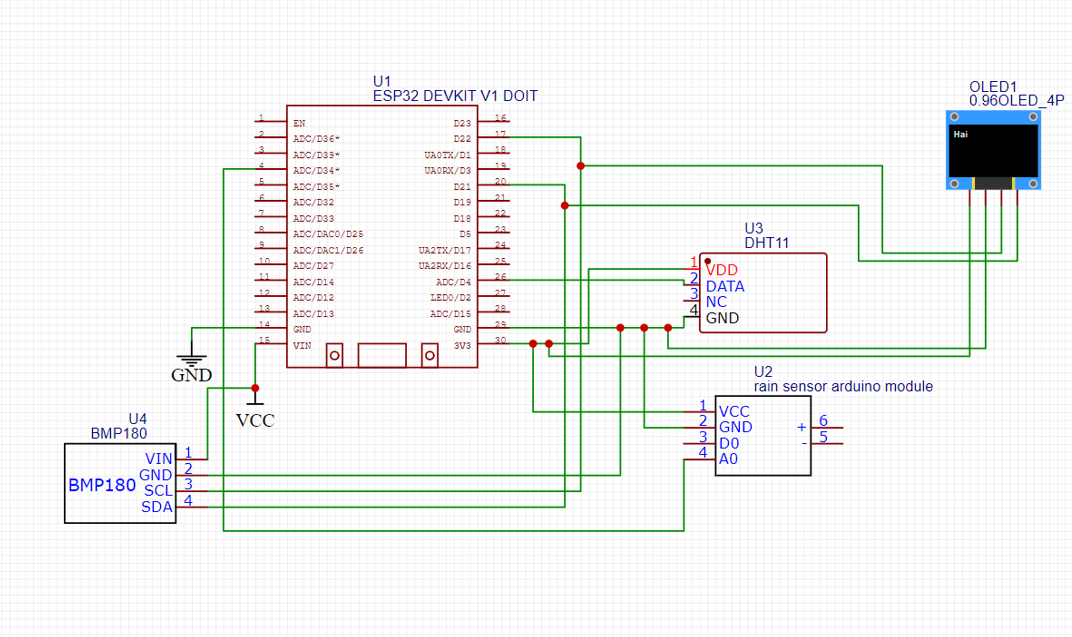 U1
ESP32 DEVKIT V1 DOIT
1 EN
2 ADC/D36*
3 ADC/D39*
4 ADC/D34*
5 ADC/D35*
6 ADC/D32
7 ADC/D33
8 ADC/DAC0/D25
9 ADC/DAC1/D26
10 ADC/D27
11 ADC/D14
12 ADC/D12
13 ADC/D13
14 GND
15 VIN
D23 16
D22 17
UA0TX/D1 18
UA0RX/D3 19
D21 20
D19 21
D18 22
D5 23
UA2TX/D17 24
UA2RX/D16 25
ADC/D4 26
LED0/D2 27
ADC/D15 28
GND 29
3V3 30
OLED1
0.96OLED_4P
Hai
U3
DHT11
1 VDD
2 DATA
3 NC
4 GND
GND
VCC
U2
rain sensor arduino module
1 VCC
2 GND
3 D0
4 A0
+ 6
- 5
U4
BMP180
BMP180
VIN 1
GND 2
SCL 3
SDA 4